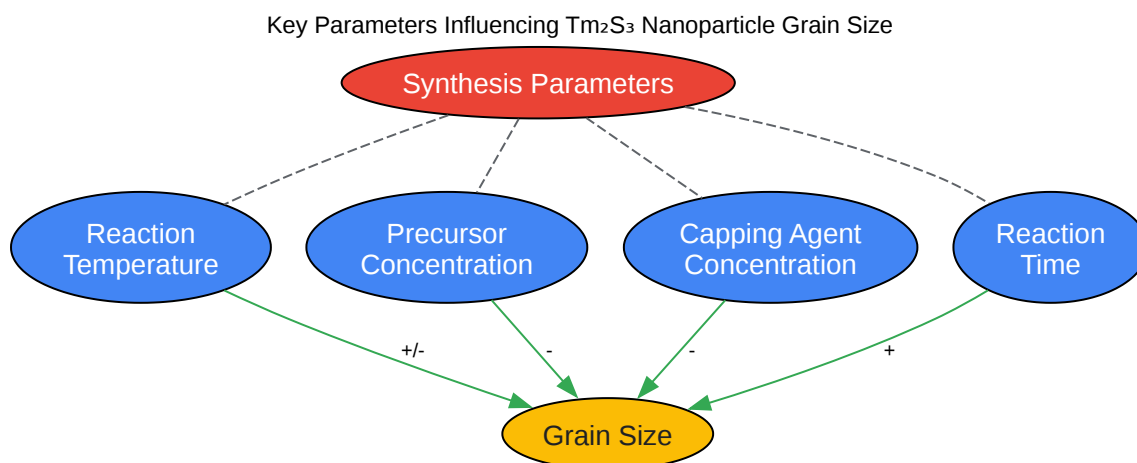 Key Parameters Influencing Tm₂S₃ Nanoparticle Grain Size
Synthesis Parameters
Reaction
Temperature
Precursor
Concentration
Capping Agent
Concentration
Reaction
Time
+/-
-
-
+
Grain Size